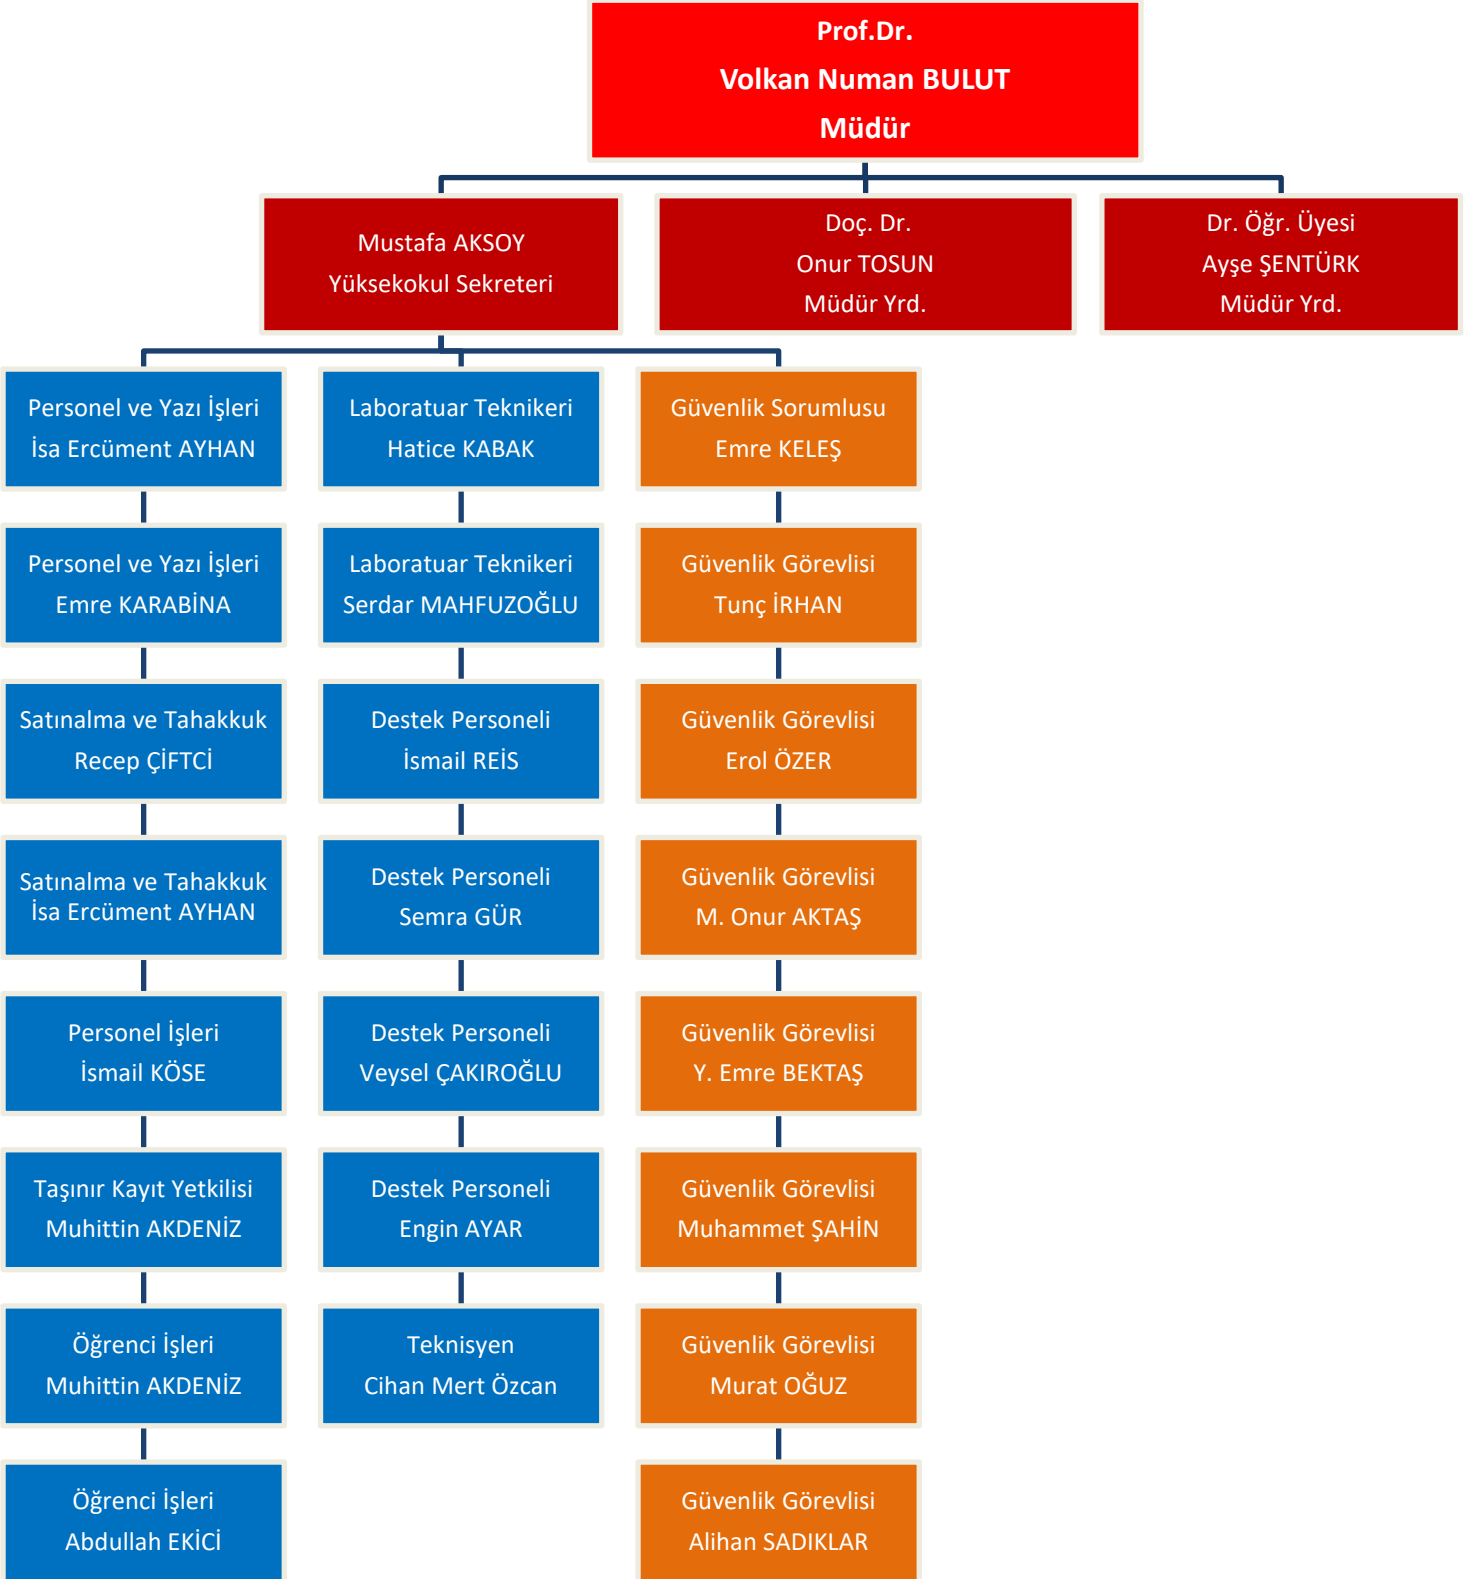 Prof.Dr.
Volkan Numan BULUT
Müdür
Mustafa AKSOY
Yüksekokul Sekreteri
Doç. Dr.
Onur TOSUN
Müdür Yrd.
Dr. Öğr. Üyesi
Ayşe ŞENTÜRK
Müdür Yrd.
Personel ve Yazı İşleri
İsa Ercüment AYHAN
Laboratuar Teknikeri
Hatice KABAK
Güvenlik Sorumlusu
Emre KELEŞ
Personel ve Yazı İşleri
Emre KARABİNA
Laboratuar Teknikeri
Serdar MAHFUZOĞLU
Güvenlik Görevlisi
Tunç İRHAN
Satınalma ve Tahakkuk
Recep ÇİFTCİ
Destek Personeli
İsmail REİS
Güvenlik Görevlisi
Erol ÖZER
Satınalma ve Tahakkuk
İsa Ercüment AYHAN
Destek Personeli
Semra GÜR
Güvenlik Görevlisi
M. Onur AKTAŞ
Personel İşleri
İsmail KÖSE
Destek Personeli
Veysel ÇAKIROĞLU
Güvenlik Görevlisi
Y. Emre BEKTAŞ
Taşınır Kayıt Yetkilisi
Muhittin AKDENİZ
Destek Personeli
Engin AYAR
Güvenlik Görevlisi
Muhammet ŞAHİN
Öğrenci İşleri
Muhittin AKDENİZ
Teknisyen
Cihan Mert Özcan
Güvenlik Görevlisi
Murat OĞUZ
Öğrenci İşleri
Abdullah EKİCİ
Güvenlik Görevlisi
Alihan SADIKLAR